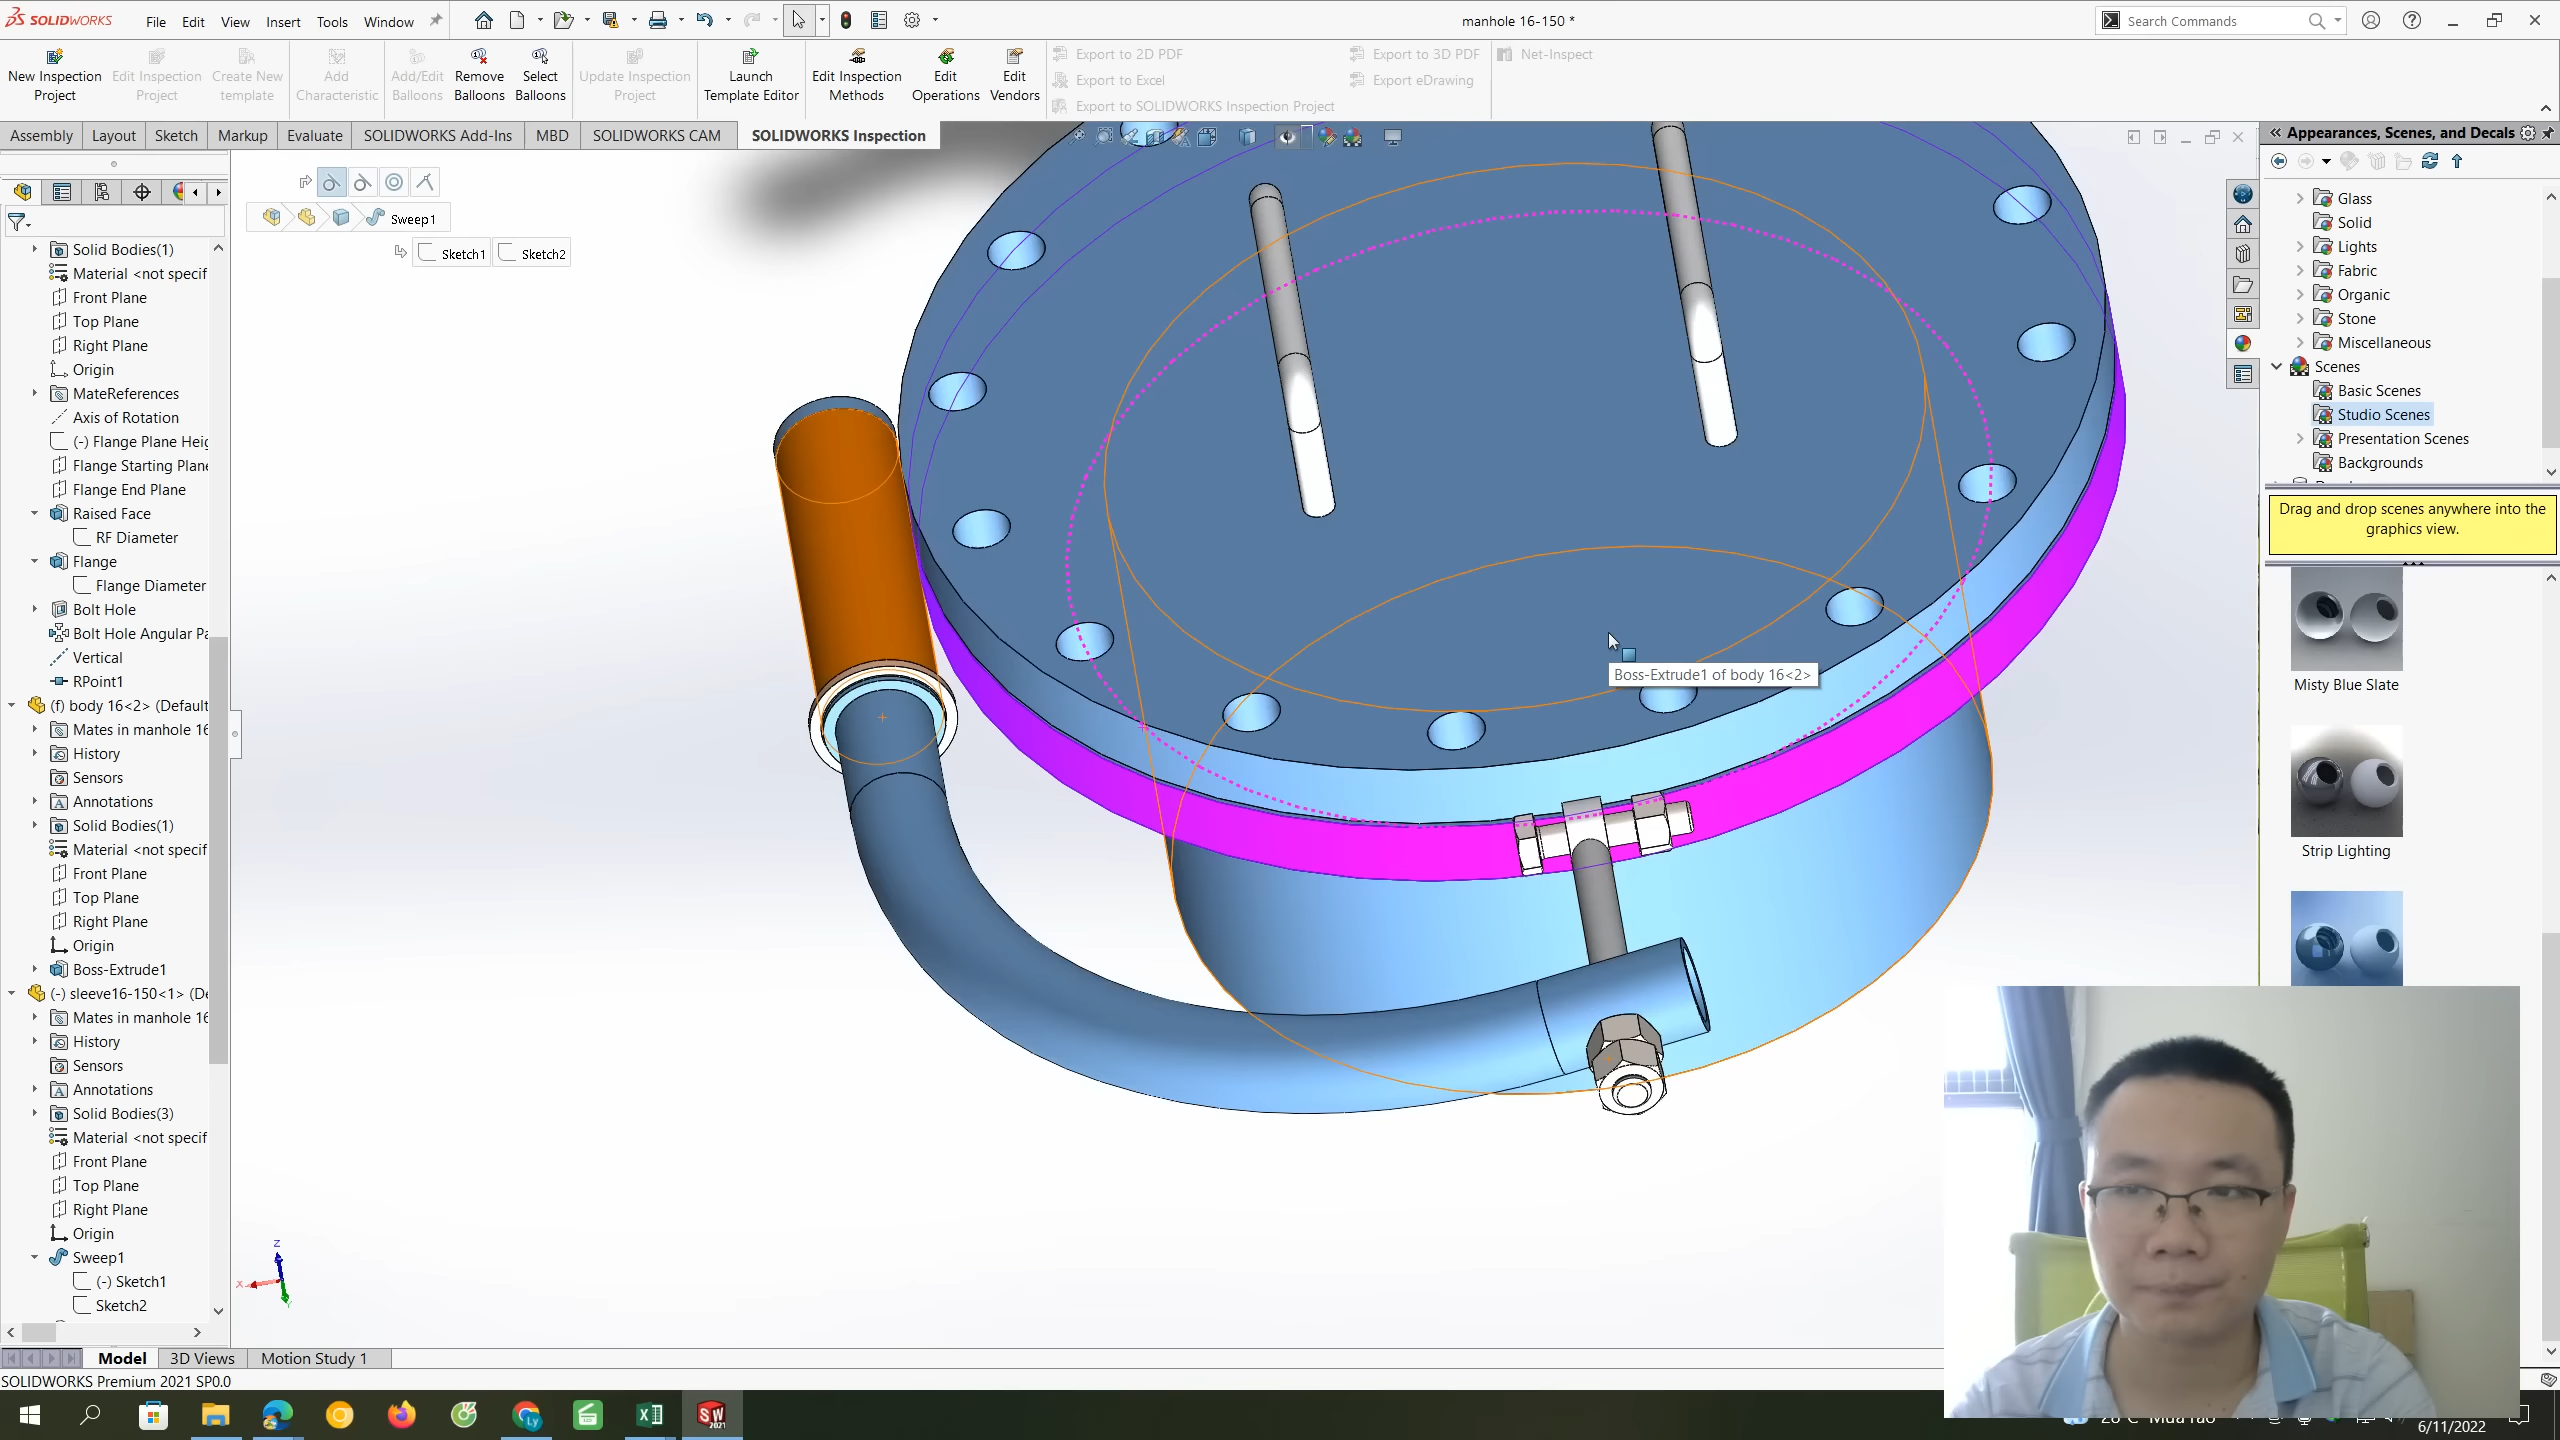 SOLIDWORKS File Edit View Insert Tools Window manhole 16-150 * Search Commands
New Inspection Project
Edit Inspection Project
Create New template
Add Characteristic
Add/Edit Balloons
Remove Balloons
Select Balloons
Update Inspection Project
Launch Template Editor
Edit Inspection Methods
Edit Operations
Edit Vendors
Export to 2D PDF
Export to Excel
Export to SOLIDWORKS Inspection Project
Export to 3D PDF
Export eDrawing
Net-Inspect
Assembly Layout Sketch Markup Evaluate SOLIDWORKS Add-Ins MBD SOLIDWORKS CAM SOLIDWORKS Inspection
Sweep1
Sketch1 Sketch2
Solid Bodies(1)
Material <not specif
Front Plane
Top Plane
Right Plane
Origin
MateReferences
Axis of Rotation
(-) Flange Plane Heig
Flange Starting Plane
Flange End Plane
Raised Face
RF Diameter
Flange
Flange Diameter
Bolt Hole
Bolt Hole Angular Pa
Vertical
RPoint1
(f) body 16<2> (Default
Mates in manhole 16
History
Sensors
Annotations
Solid Bodies(1)
Material <not specif
Front Plane
Top Plane
Right Plane
Origin
Boss-Extrude1
(-) sleeve16-150<1> (De
Mates in manhole 16
History
Sensors
Annotations
Solid Bodies(3)
Material <not specif
Front Plane
Top Plane
Right Plane
Origin
Sweep1
(-) Sketch1
Sketch2
Boss-Extrude1 of body 16<2>
z
x
Y
Appearances, Scenes, and Decals
Glass
Solid
Lights
Fabric
Organic
Stone
Miscellaneous
Scenes
Basic Scenes
Studio Scenes
Presentation Scenes
Backgrounds
Drag and drop scenes anywhere into the
graphics view.
Misty Blue Slate
Strip Lighting
Model 3D Views Motion Study 1
SOLIDWORKS Premium 2021 SP0.0
Ly
SW
2021
6/11/2022